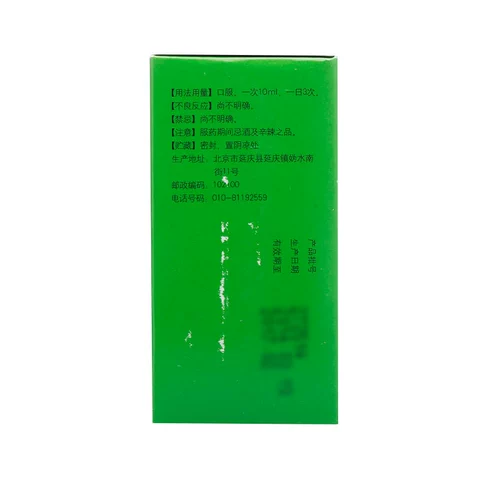 【用法用量】口服，一次10ml，一日3次。
【不良反应】尚不明确。
【禁忌】尚不明确。
【注意】服药期间忌酒及辛辣之品。
【贮藏】密封，置阴凉处
生产地址：北京市延庆县延庆镇妫水南
街11号
邮政编码：102100
电话号码：010-81192559
产品批号
生产日期
有效期至